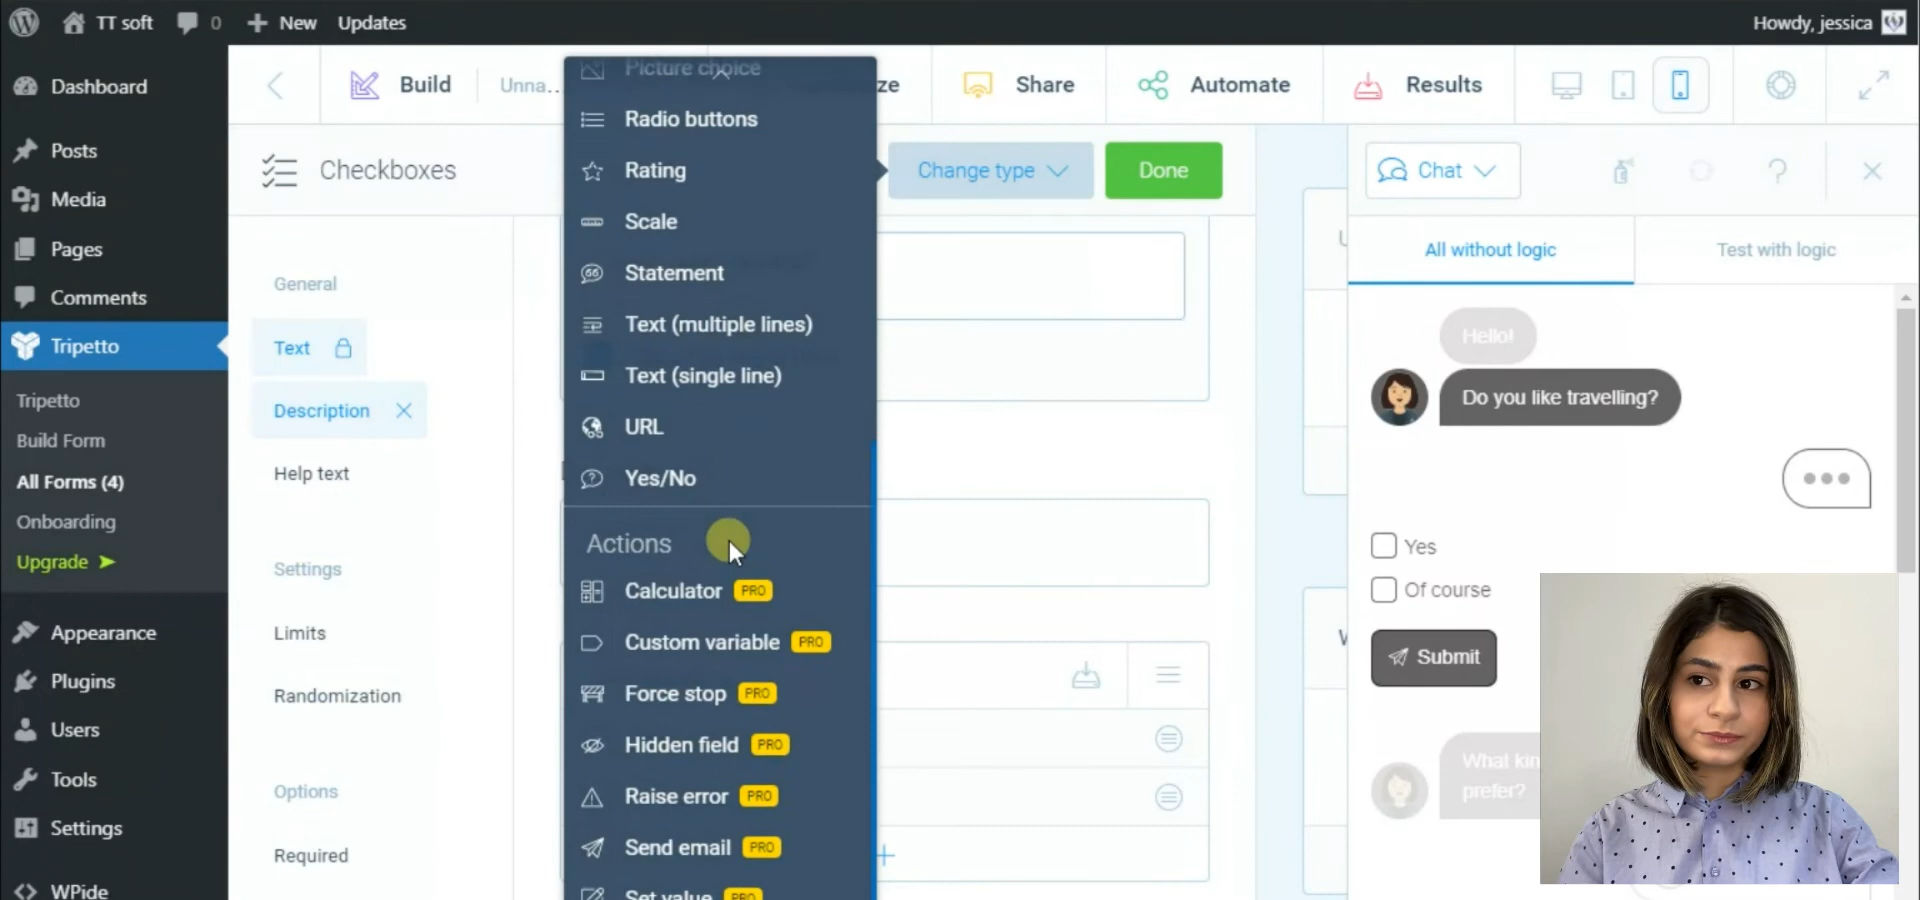 TT soft
0
New
Updates
Howdy, jessica
Dashboard
Posts
Media
Pages
Comments
Tripetto
Tripetto
Build Form
All Forms (4)
Onboarding
Upgrade
Appearance
Plugins
Users
Tools
Settings
WPide
Build
Unna...
ze
Share
Automate
Results
Checkboxes
Change type
Done
General
Text
Description
Help text
Settings
Limits
Randomization
Options
Required
Picture choice
Radio buttons
Rating
Scale
Statement
Text (multiple lines)
Text (single line)
URL
Yes/No
Actions
Calculator PRO
Custom variable PRO
Force stop PRO
Hidden field PRO
Raise error PRO
Send email PRO
Set value PRO
Chat
All without logic
Test with logic
Hello!
Do you like travelling?
Yes
Of course
Submit
What kin
prefer?